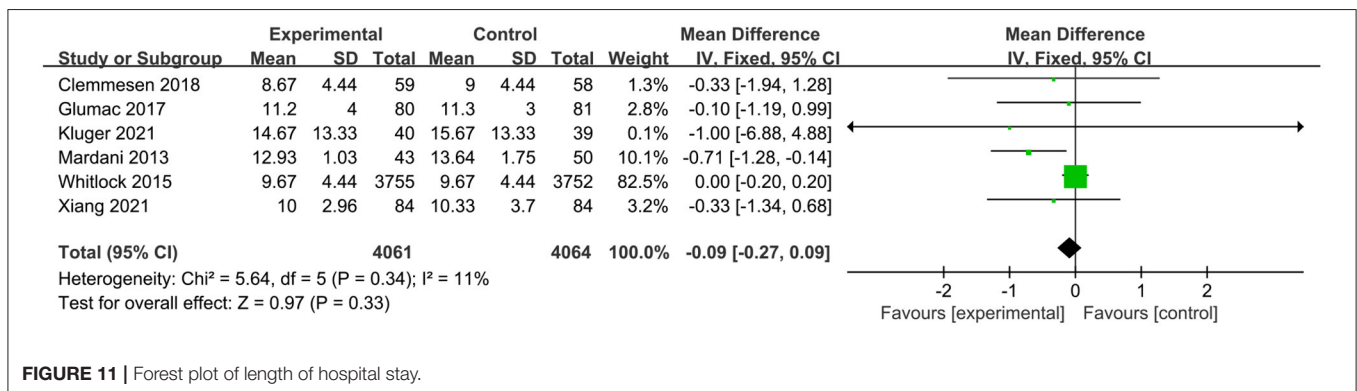 Experimental Control Mean Difference Mean Difference
Study or Subgroup Mean SD Total Mean SD Total Weight IV, Fixed, 95% CI IV, Fixed, 95% CI
Clemmesen 2018 8.67 4.44 59 9 4.44 58 1.3% -0.33 [-1.94, 1.28]
Glumac 2017 11.2 4 80 11.3 3 81 2.8% -0.10 [-1.19, 0.99]
Kluger 2021 14.67 13.33 40 15.67 13.33 39 0.1% -1.00 [-6.88, 4.88]
Mardani 2013 12.93 1.03 43 13.64 1.75 50 10.1% -0.71 [-1.28, -0.14]
Whitlock 2015 9.67 4.44 3755 9.67 4.44 3752 82.5% 0.00 [-0.20, 0.20]
Xiang 2021 10 2.96 84 10.33 3.7 84 3.2% -0.33 [-1.34, 0.68]
Total (95% CI) 4061 4064 100.0% -0.09 [-0.27, 0.09]
Heterogeneity: Chi² = 5.64, df = 5 (P = 0.34); I² = 11%
Test for overall effect: Z = 0.97 (P = 0.33)
-2 -1 0 1 2
Favours [experimental] Favours [control]
FIGURE 11 | Forest plot of length of hospital stay.